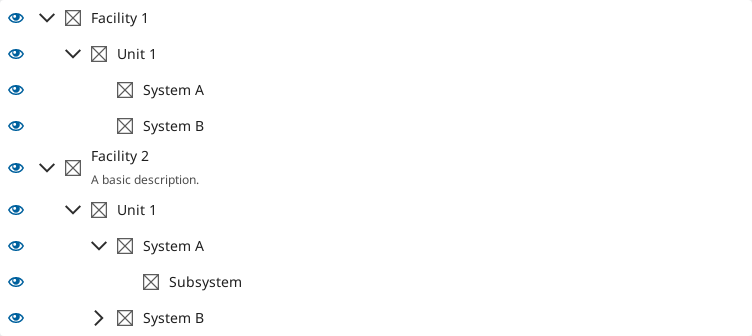 Facility 1
Unit 1
System A
System B
Facility 2
A basic description.
Unit 1
System A
Subsystem
System B